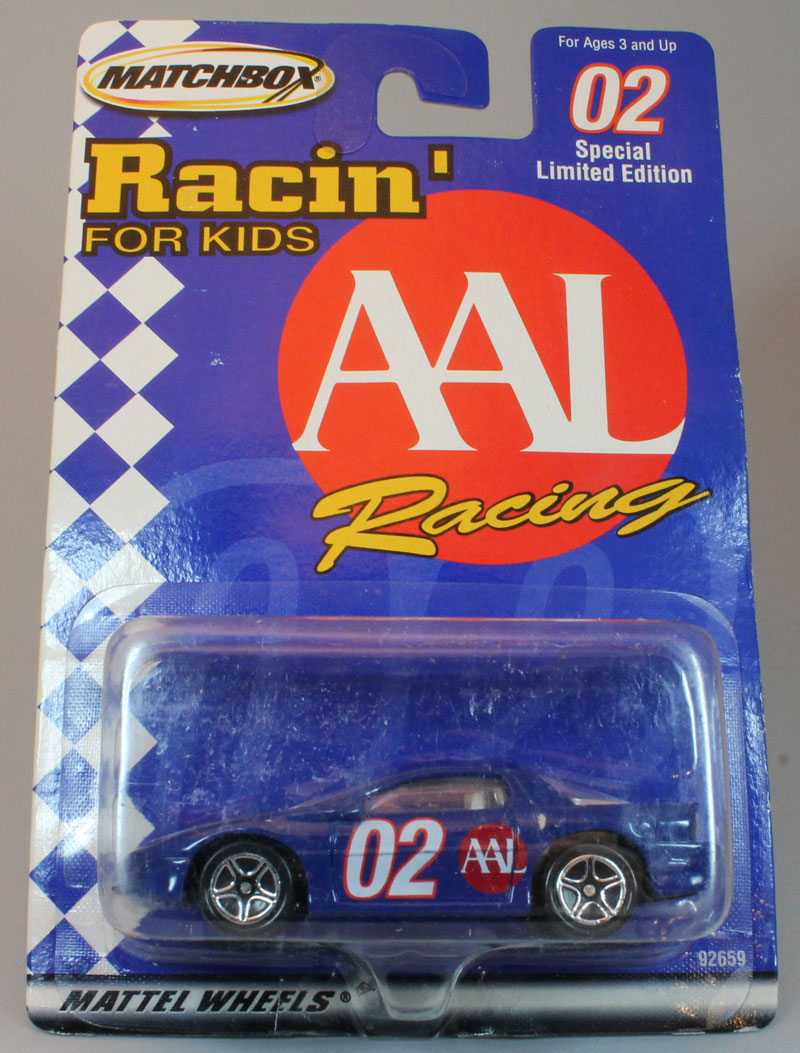 MATCHBOX®
For Ages 3 and Up
02
Special
Limited Edition
Racin'
FOR KIDS
AAL
Racing
02
AAL
92659
MATTEL WHEELS®